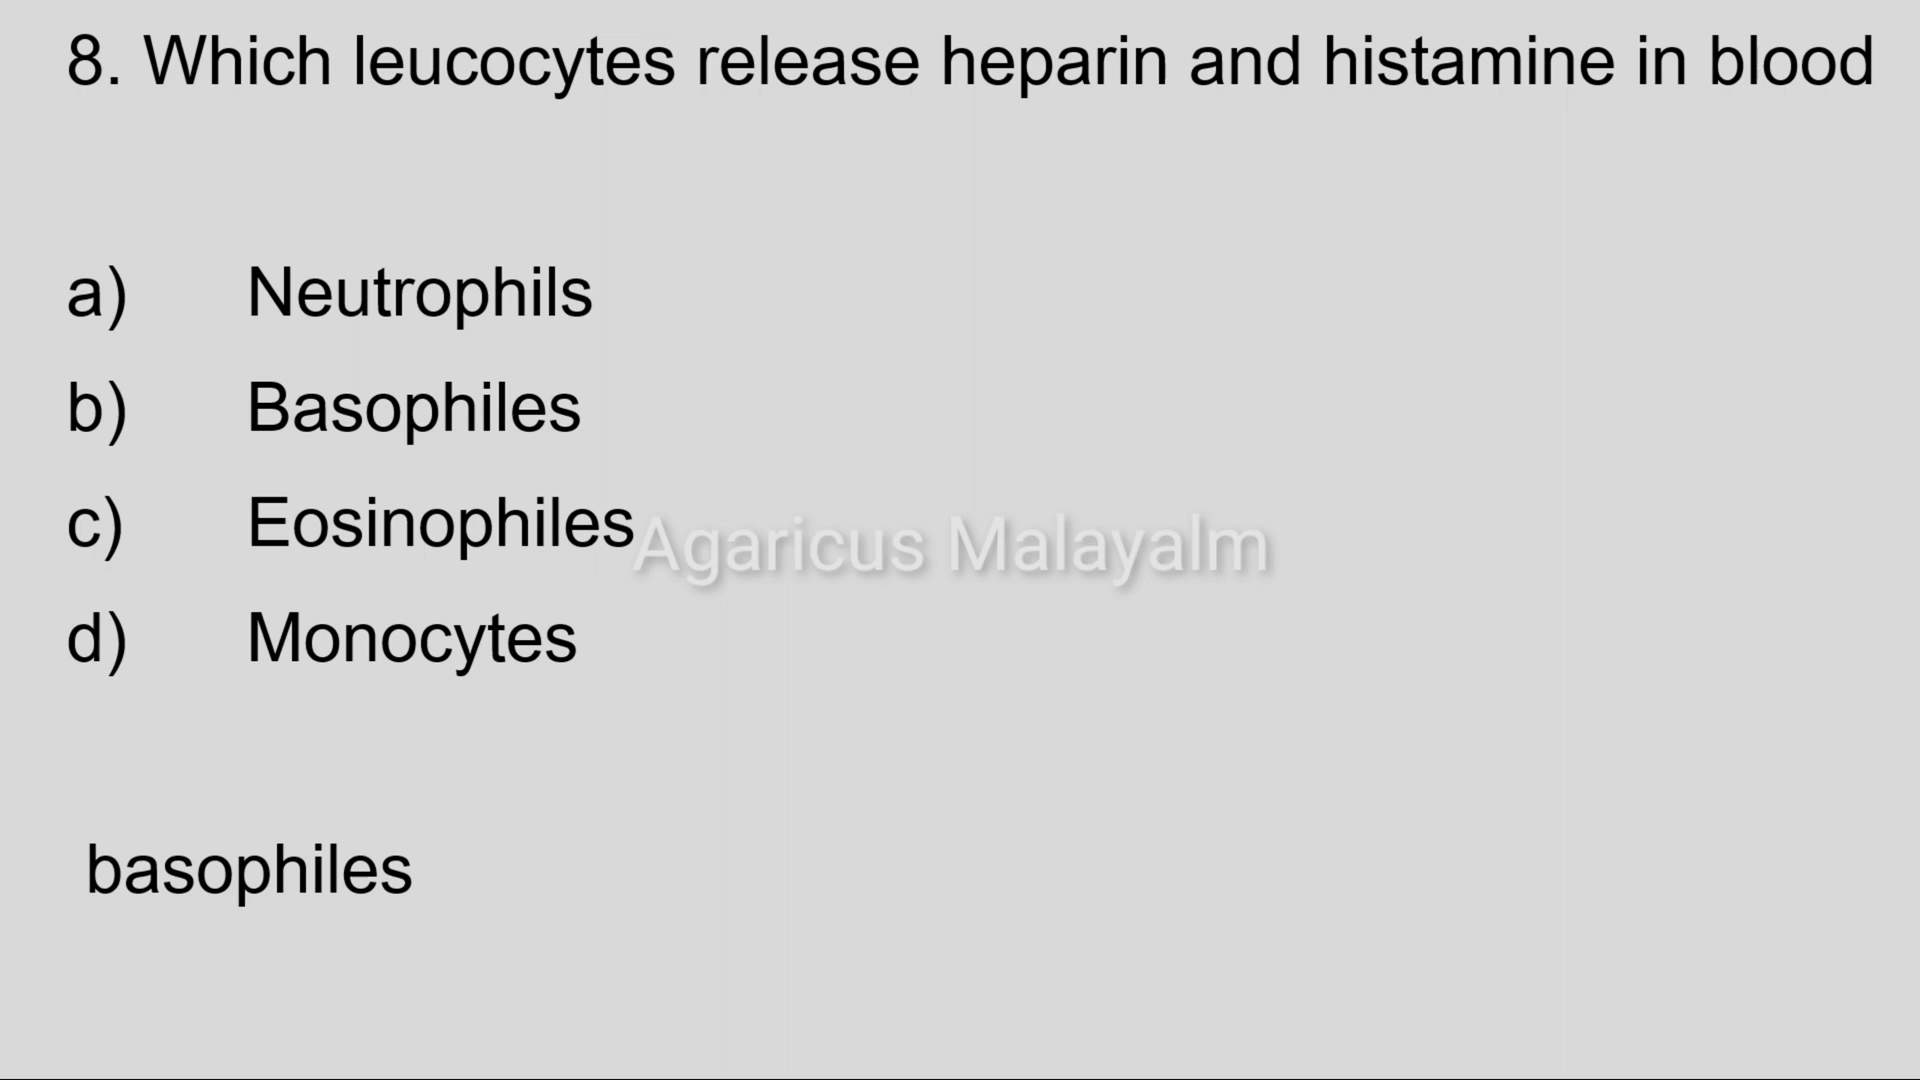 8. Which leucocytes release heparin and histamine in blood
a) Neutrophils
b) Basophiles
c) Eosinophiles
Agaricus Malayalm
d) Monocytes
basophiles